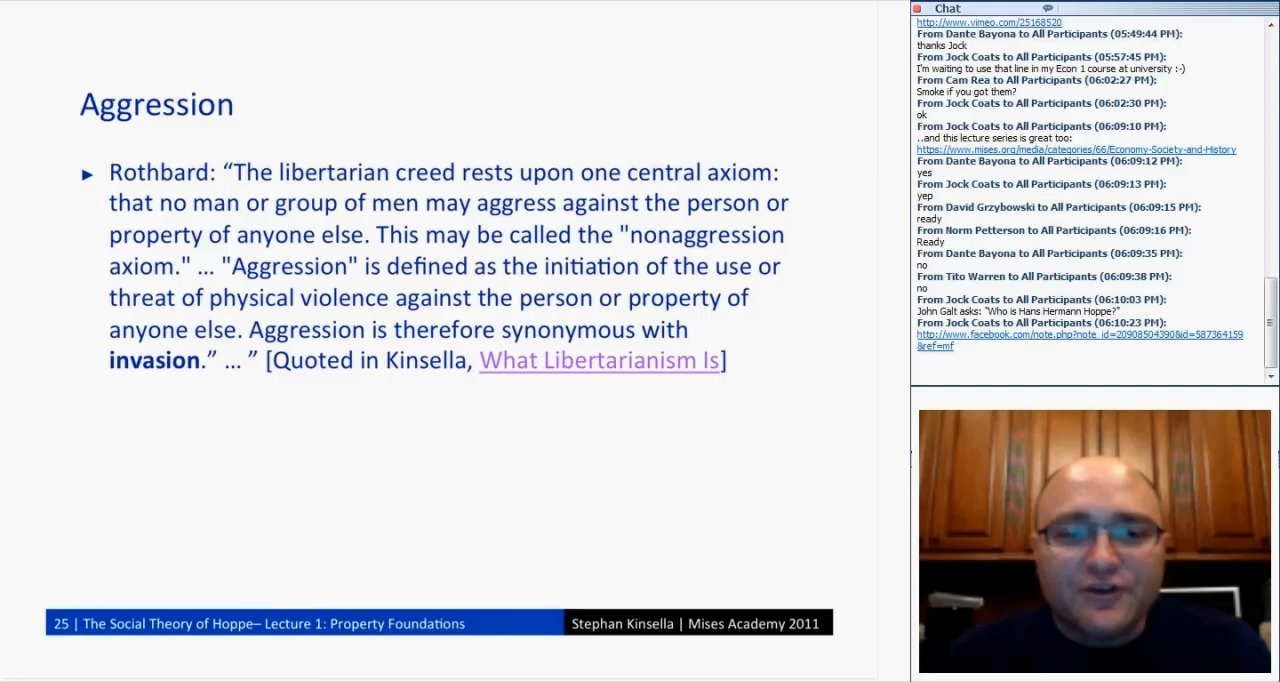 Aggression
► Rothbard: “The libertarian creed rests upon one central axiom:
that no man or group of men may aggress against the person or
property of anyone else. This may be called the "nonaggression
axiom." … "Aggression" is defined as the initiation of the use or
threat of physical violence against the person or property of
anyone else. Aggression is therefore synonymous with
invasion.” … ” [Quoted in Kinsella, What Libertarianism Is]
25 | The Social Theory of Hoppe– Lecture 1: Property Foundations
Stephan Kinsella | Mises Academy 2011
Chat
http://www.vimeo.com/25168520
From Dante Bayona to All Participants (05:49:44 PM):
thanks Jock
From Jock Coats to All Participants (05:57:45 PM):
I'm waiting to use that line in my Econ 1 course at university :-)
From Cam Rea to All Participants (06:02:27 PM):
Smoke if you got them?
From Jock Coats to All Participants (06:02:30 PM):
ok
From Jock Coats to All Participants (06:09:10 PM):
..and this lecture series is great too:
https://www.mises.org/media/categories/66/Economy-Society-and-History
From Dante Bayona to All Participants (06:09:12 PM):
yes
From Jock Coats to All Participants (06:09:13 PM):
yep
From David Grzybowski to All Participants (06:09:15 PM):
ready
From Norm Petterson to All Participants (06:09:16 PM):
Ready
From Dante Bayona to All Participants (06:09:35 PM):
no
From Tito Warren to All Participants (06:09:38 PM):
no
From Jock Coats to All Participants (06:10:03 PM):
John Galt asks: "Who is Hans Hermann Hoppe?"
From Jock Coats to All Participants (06:10:23 PM):
http://www.facebook.com/note.php?note_id=20908504390&id=587364159
&ref=mf